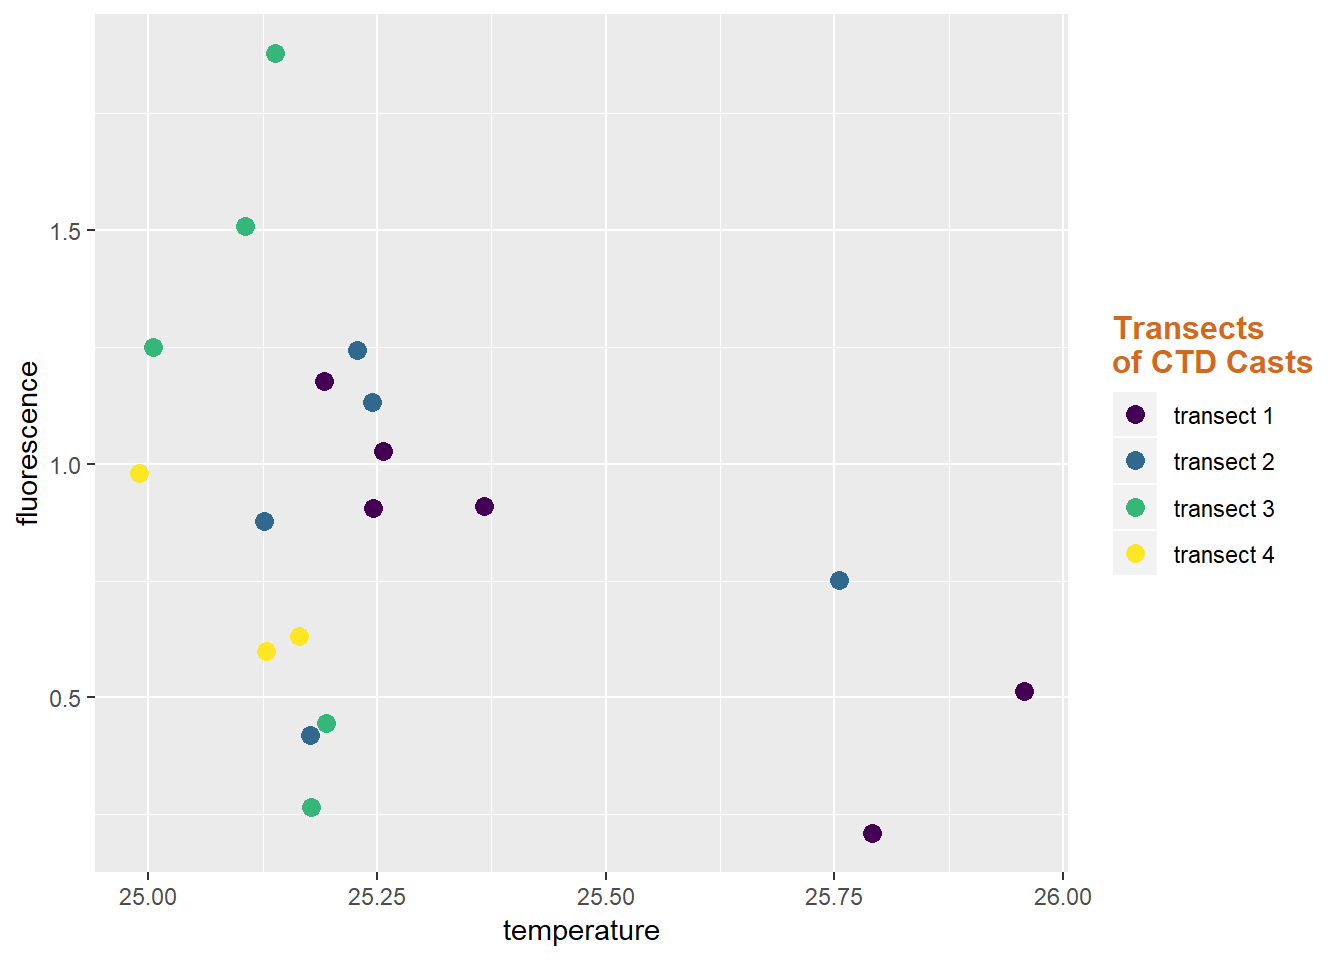 1.5
1.0
0.5
fluorescence
25.00 25.25 25.50 25.75 26.00
temperature
Transects
of CTD Casts
transect 1
transect 2
transect 3
transect 4